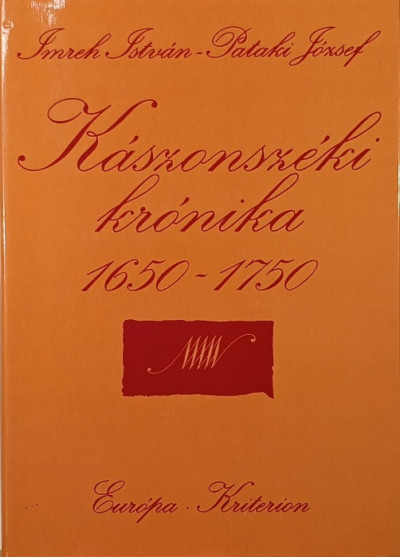 Imreh István - Pataki József
Kászonszéki
krónika
1650-1750
Európa · Kriterion